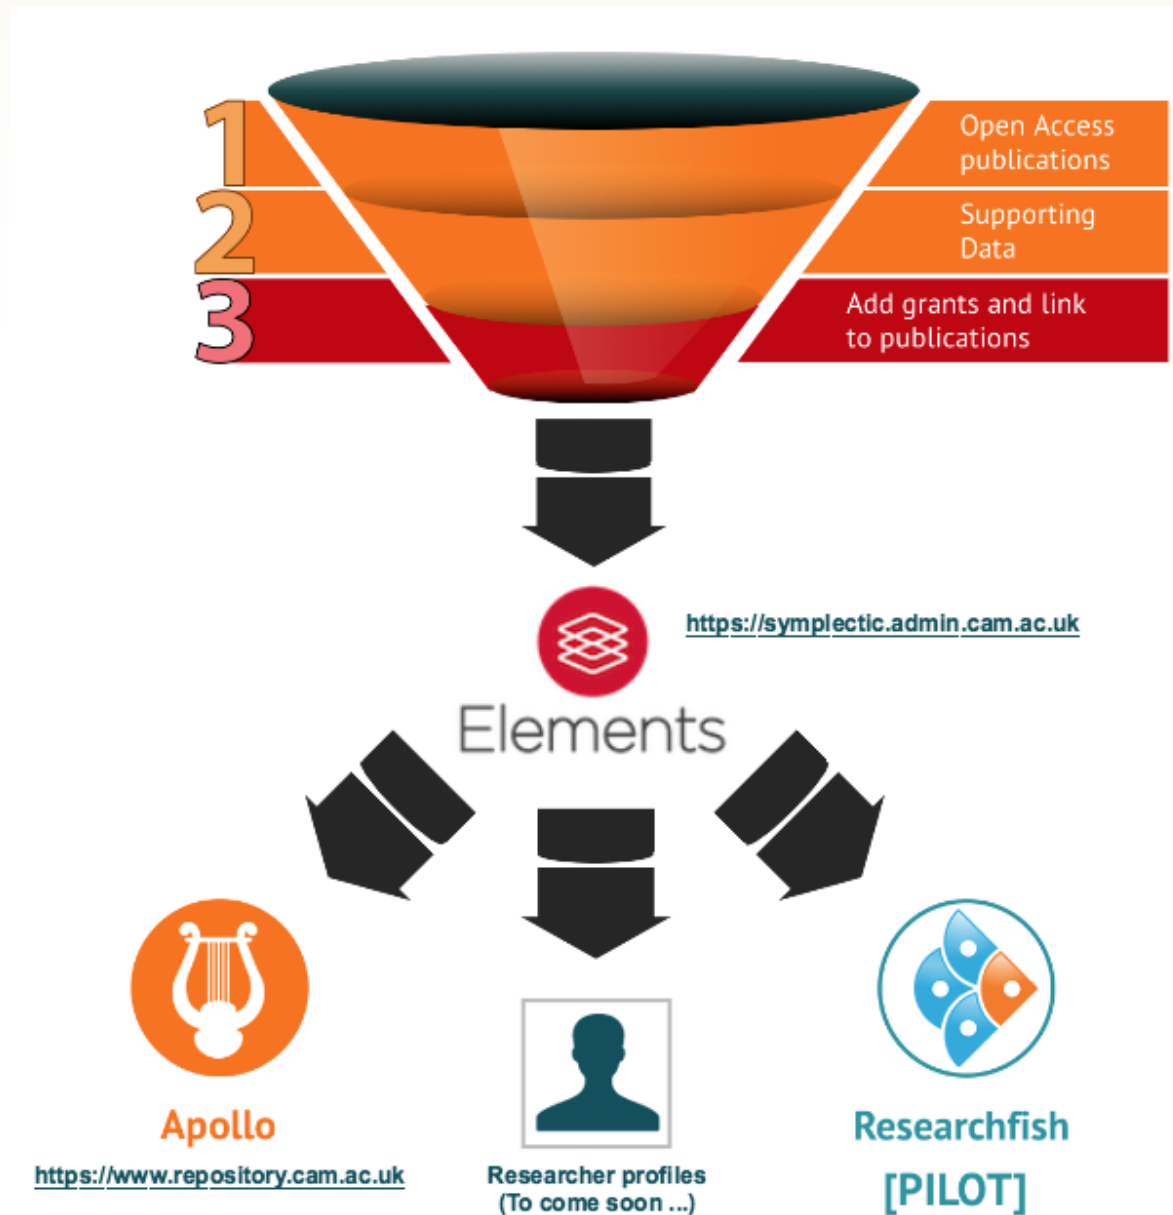 1
Open Access
publications
2
Supporting
Data
3
Add grants and link
to publications
https://symplectic.admin.cam.ac.uk
Elements
Apollo
https://www.repository.cam.ac.uk
Researcher profiles
(To come soon ...)
Researchfish
[PILOT]